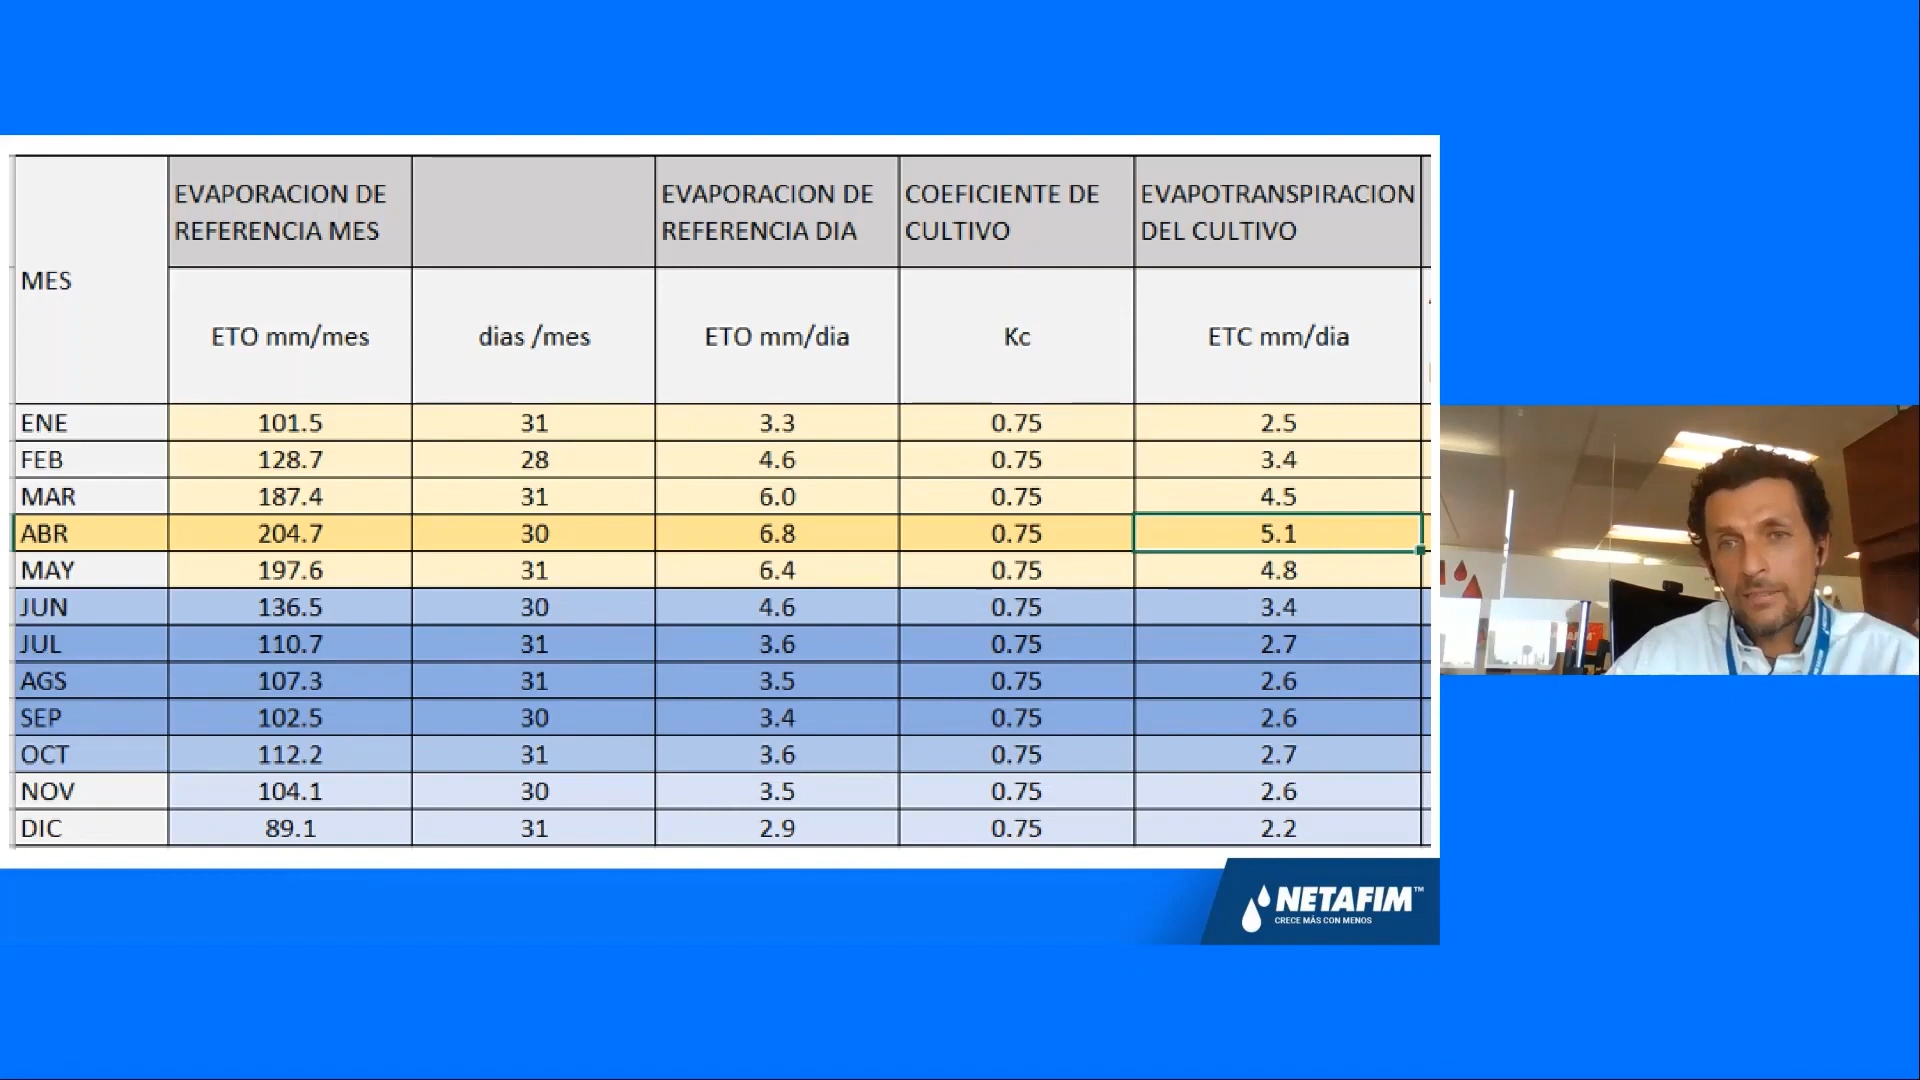 MES
EVAPORACION DE
REFERENCIA MES
EVAPORACION DE
REFERENCIA DIA
COEFICIENTE DE
CULTIVO
EVAPOTRANSPIRACION
DEL CULTIVO
ETO mm/mes
dias /mes
ETO mm/dia
Kc
ETC mm/dia
ENE 101.5 31 3.3 0.75 2.5
FEB 128.7 28 4.6 0.75 3.4
MAR 187.4 31 6.0 0.75 4.5
ABR 204.7 30 6.8 0.75 5.1
MAY 197.6 31 6.4 0.75 4.8
JUN 136.5 30 4.6 0.75 3.4
JUL 110.7 31 3.6 0.75 2.7
AGS 107.3 31 3.5 0.75 2.6
SEP 102.5 30 3.4 0.75 2.6
OCT 112.2 31 3.6 0.75 2.7
NOV 104.1 30 3.5 0.75 2.6
DIC 89.1 31 2.9 0.75 2.2
NETAFIM™
CRECE MÁS CON MENOS